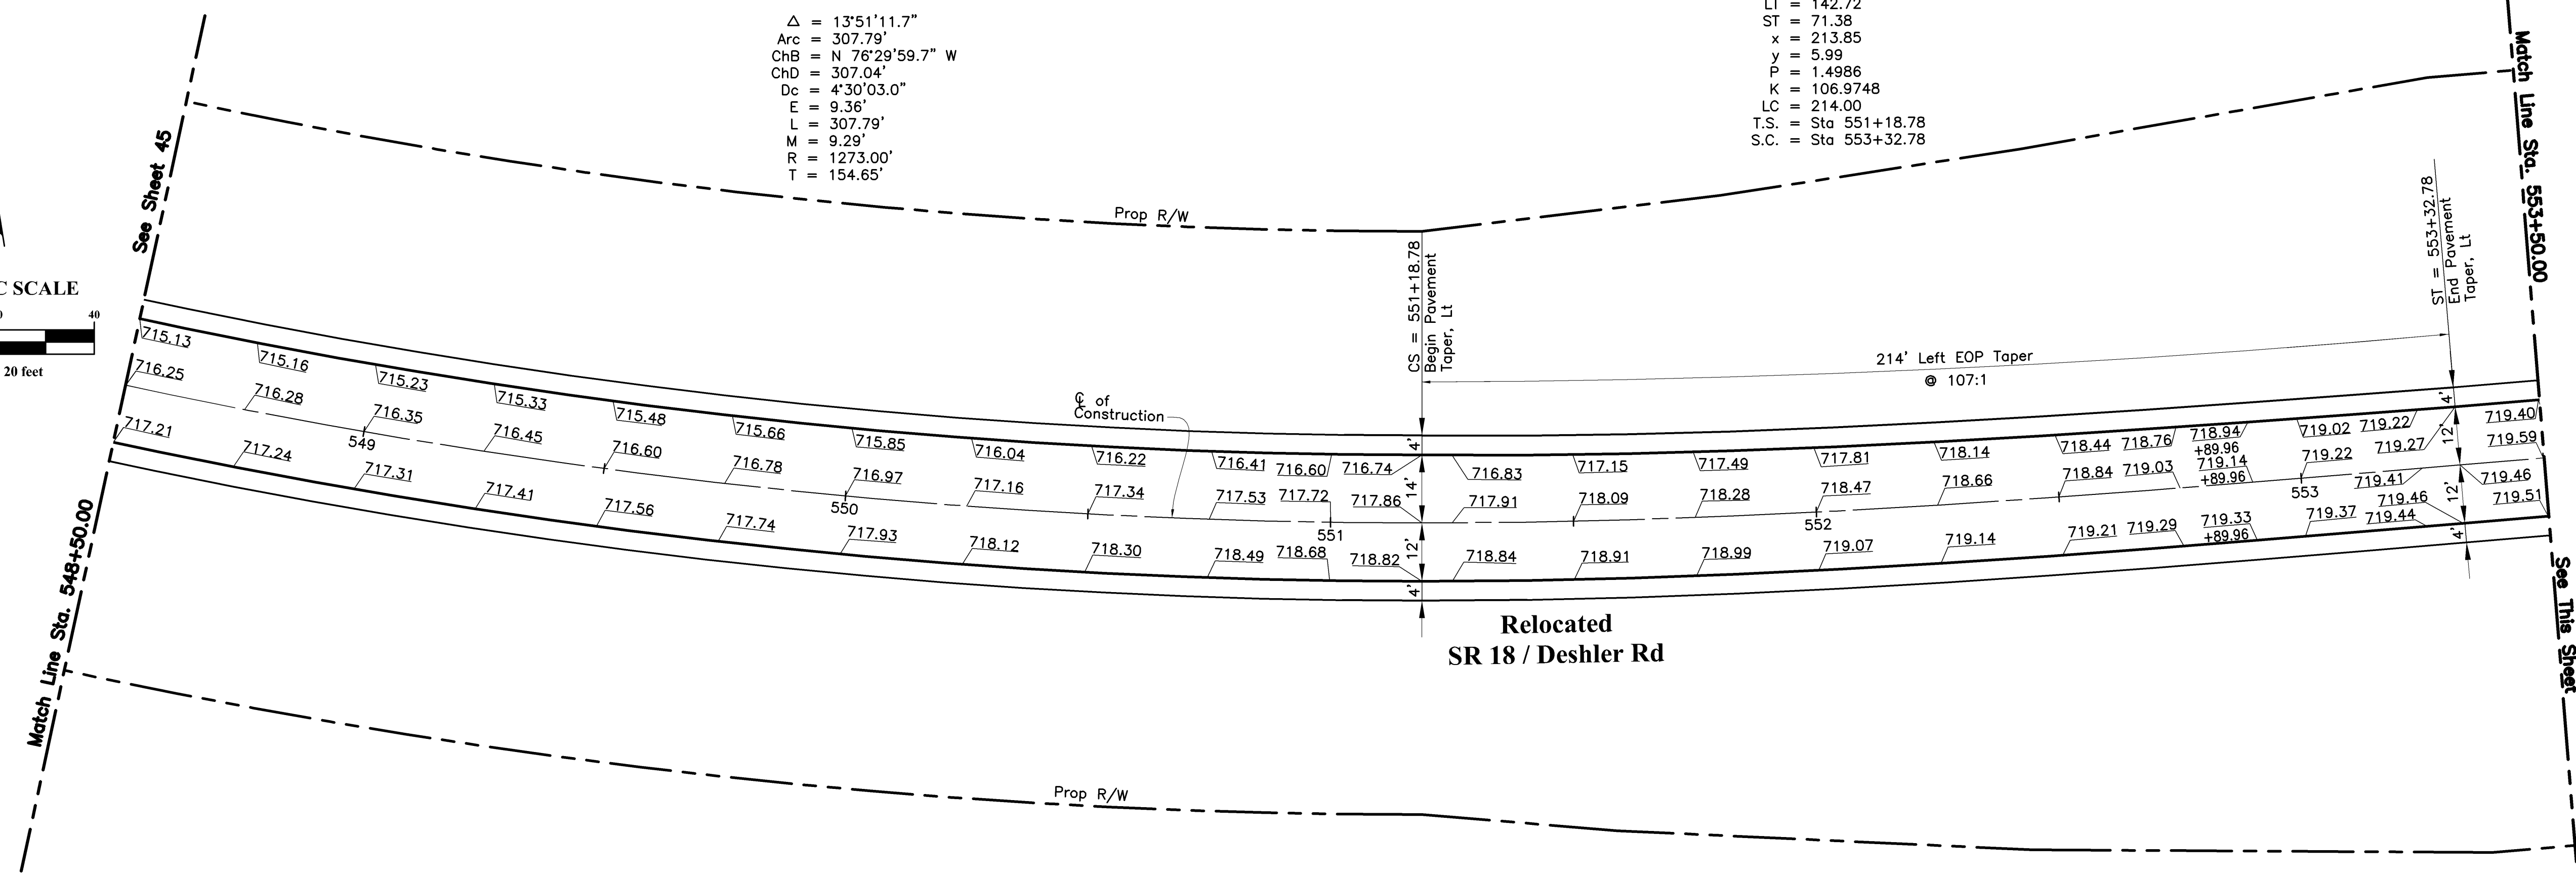 Δ = 13°51'11.7"
Arc = 307.79'
ChB = N 76°29'59.7" W
ChD = 307.04'
Dc = 4°30'03.0"
E = 9.36'
L = 307.79'
M = 9.29'
R = 1273.00'
T = 154.65'
LT = 142.72
ST = 71.38
x = 213.85
y = 5.99
P = 1.4986
K = 106.9748
LC = 214.00
T.S. = Sta 551+18.78
S.C. = Sta 553+32.78
See Sheet 45
Match Line Sta. 548+50.00
C SCALE
40
20 feet
Prop R/W
CS = 551+18.78
Begin Pavement
Taper, Lt
214' Left EOP Taper
@ 107:1
ST = 553+32.78
End Pavement
Taper, Lt
Match Line Sta. 553+50.00
See This Sheet
℄ of
Construction
715.13 715.16 715.23 715.33 715.48 715.66 715.85 716.04 716.22 716.41 716.60 716.74 716.83 717.15 717.49 717.81 718.14 718.44 718.76 718.94 +89.96 719.02 719.22 719.27 719.40
716.25 716.28 716.35 716.45 716.60 716.78 716.97 717.16 717.34 717.53 717.72 717.86 717.91 718.09 718.28 718.47 718.66 718.84 719.03 719.14 +89.96 719.22 719.41 719.46 719.59
549 550 551 552 553
717.21 717.24 717.31 717.41 717.56 717.74 717.93 718.12 718.30 718.49 718.68 718.82 718.84 718.91 718.99 719.07 719.14 719.21 719.29 719.33 +89.96 719.37 719.44 719.46 719.51
4' 14' 12' 4'
4' 12' 12' 4'
Relocated
SR 18 / Deshler Rd
Prop R/W